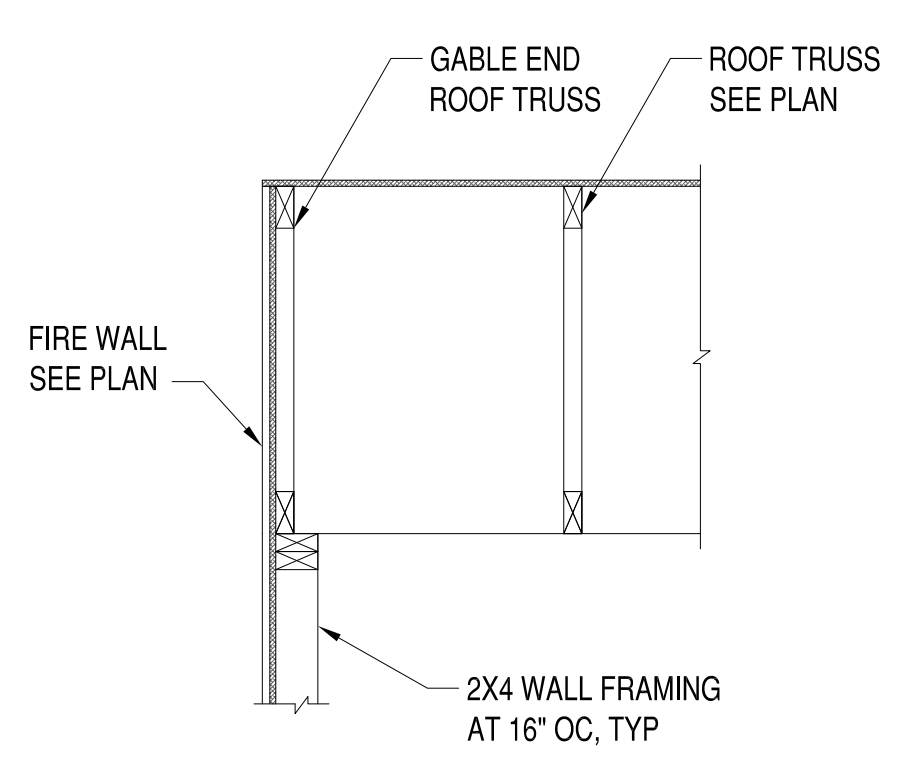 GABLE END
ROOF TRUSS
ROOF TRUSS
SEE PLAN
FIRE WALL
SEE PLAN
2X4 WALL FRAMING
AT 16" OC, TYP